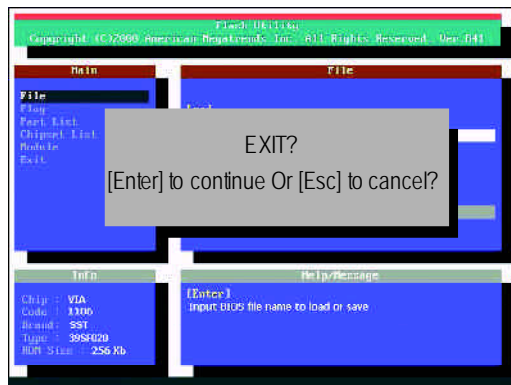 Flash Utility
Copyright (C)2000 American Megatrends Inc. All Rights Reserved. Ver
Main
File
File
Flag
Part List
Chipset List
Module
Exit
EXIT?
[Enter] to continue Or [Esc] to cancel?
Info
Chip : VIA
Code : 1106
Brand: SST
Type : 39SF020
ROM Size : 256 Kb
Help/Message
[Enter]
Input BIOS file name to load or save